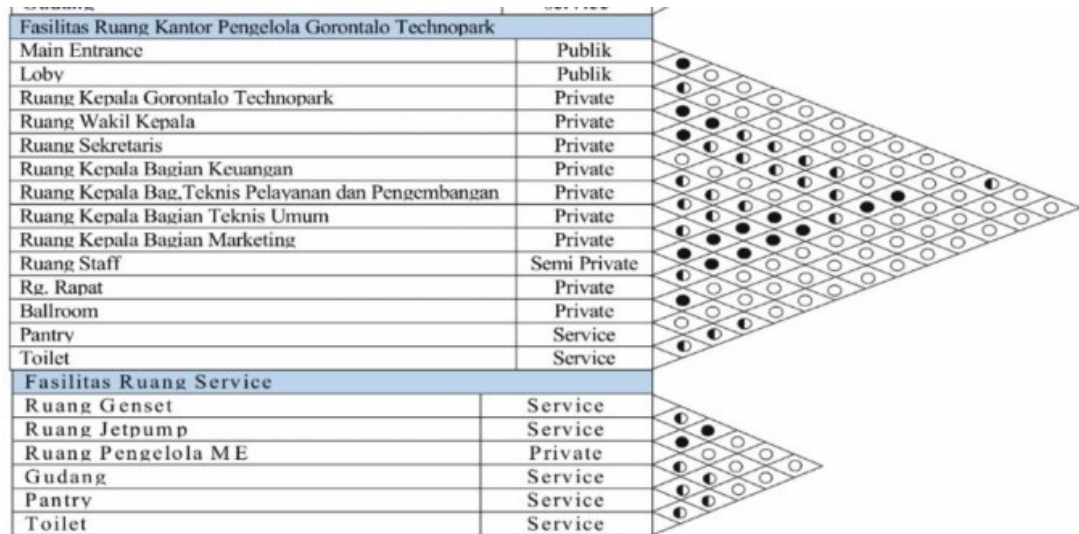 Fasilitas Ruang Kantor Pengelola Gorontalo Technopark
Main Entrance Publik
Loby Publik
Ruang Kepala Gorontalo Technopark Private
Ruang Wakil Kepala Private
Ruang Sekretaris Private
Ruang Kepala Bagian Keuangan Private
Ruang Kepala Bag.Teknis Pelayanan dan Pengembangan Private
Ruang Kepala Bagian Teknis Umum Private
Ruang Kepala Bagian Marketing Private
Ruang Staff Semi Private
Rg. Rapat Private
Ballroom Private
Pantry Service
Toilet Service
Fasilitas Ruang Service
Ruang Genset Service
Ruang Jetpump Service
Ruang Pengelola ME Private
Gudang Service
Pantry Service
Toilet Service